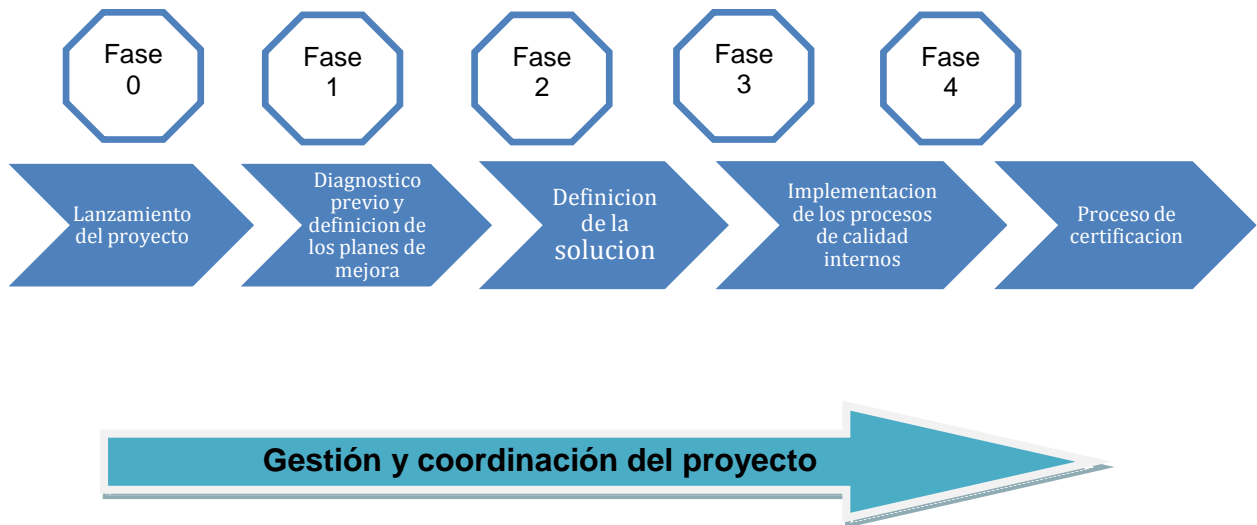 Fase
0
Fase
1
Fase
2
Fase
3
Fase
4
Lanzamiento
del proyecto
Diagnostico
previo y
definicion de
los planes de
mejora
Definicion
de la
solucion
Implementacion
de los procesos
de calidad
internos
Proceso de
certificacion
Gestión y coordinación del proyecto